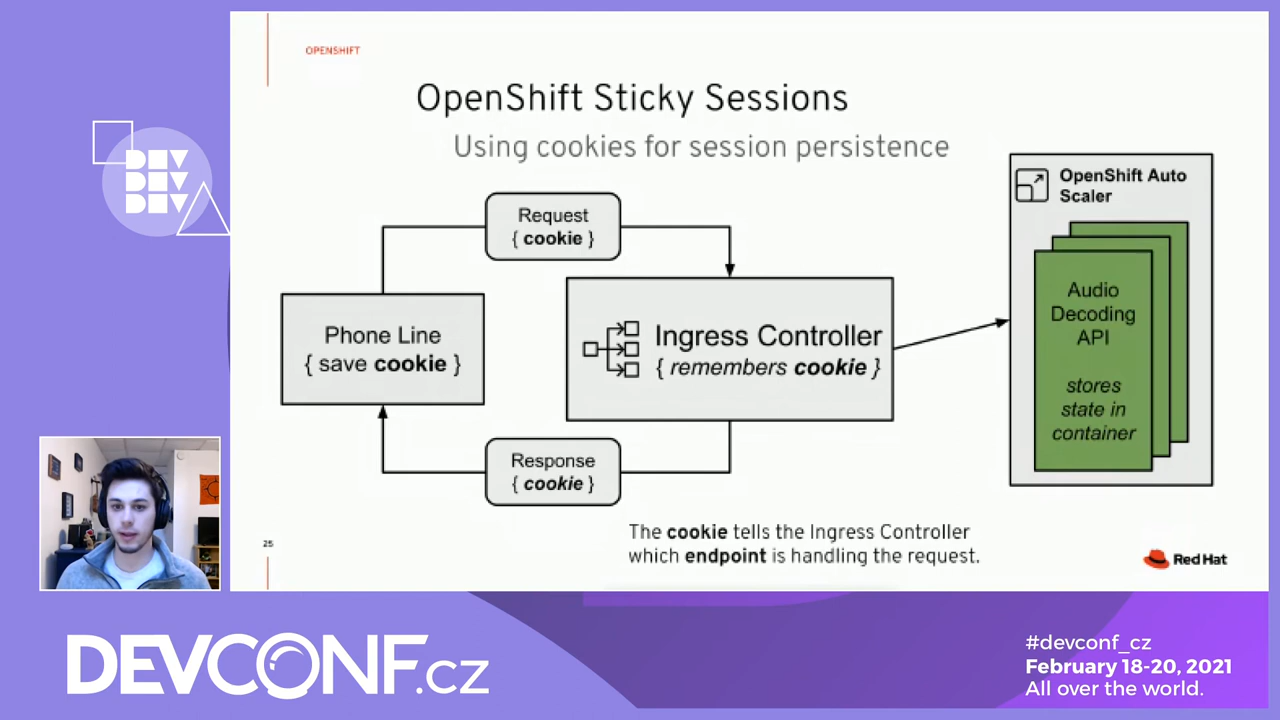 OPENSHIFT
OpenShift Sticky Sessions
Using cookies for session persistence
DEV
DEV
DEV
Request
{ cookie }
Phone Line
{ save cookie }
Ingress Controller
{ remembers cookie }
Response
{ cookie }
OpenShift Auto
Scaler
Audio
Decoding
API
stores
state in
container
The cookie tells the Ingress Controller
which endpoint is handling the request.
25
Red Hat
DEVCONF.cz
#devconf_cz
February 18-20, 2021
All over the world.